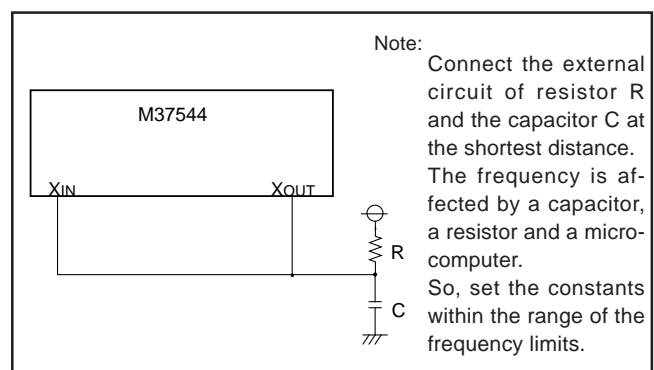 Note:
Connect the external
circuit of resistor R
and the capacitor C at
the shortest distance.
The frequency is af-
fected by a capacitor,
a resistor and a micro-
computer.
So, set the constants
within the range of the
frequency limits.
M37544
XIN
XOUT
R
C